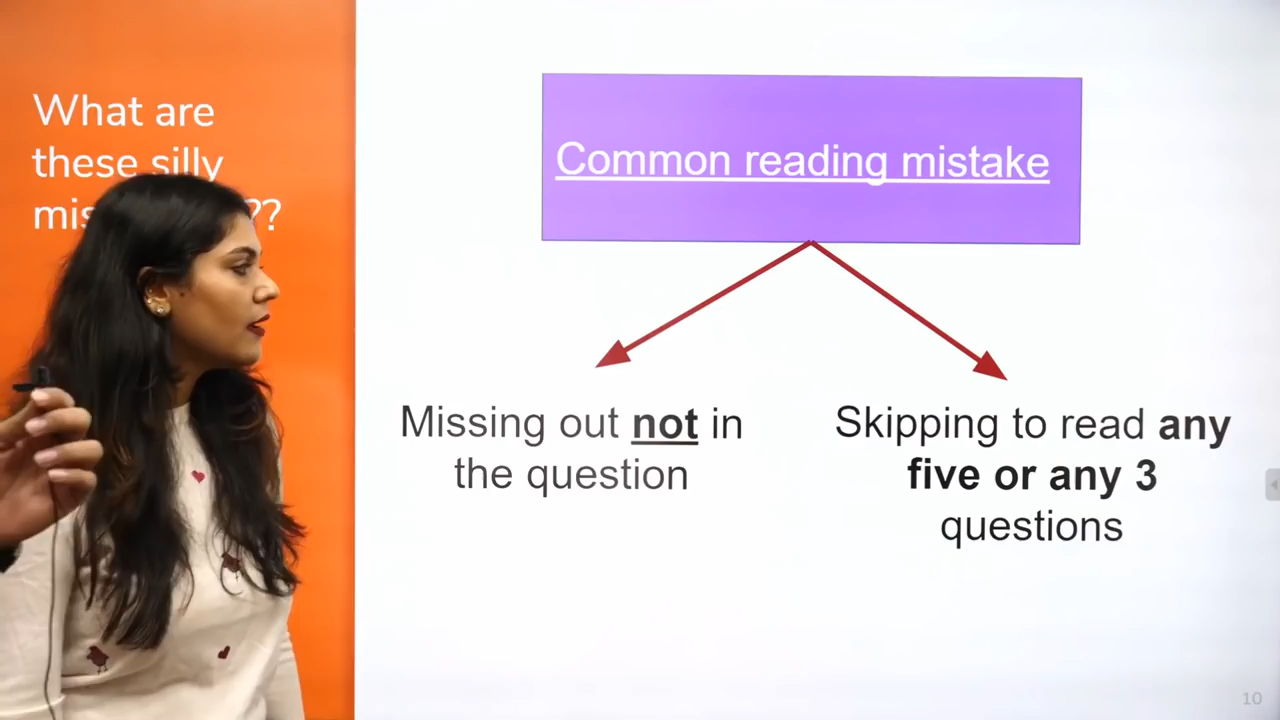 What are
these silly
??
Common reading mistake
Missing out not in
the question
Skipping to read any
five or any 3
questions
10